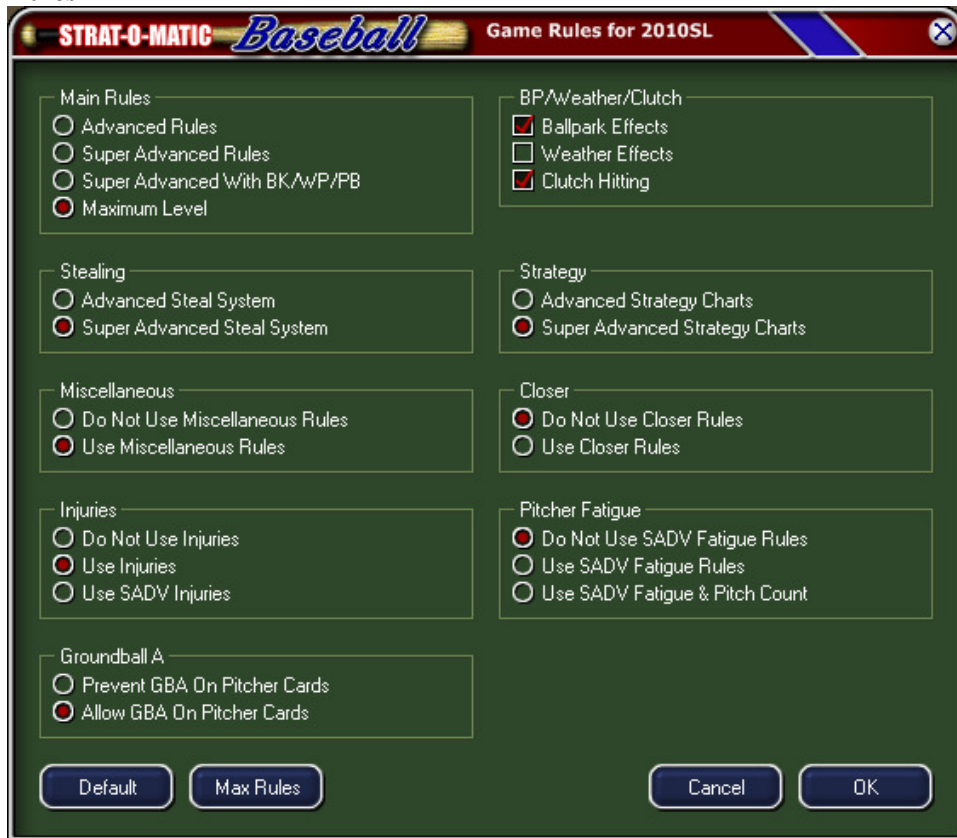 STRAT-O-MATIC Baseball
Game Rules for 2010SL
Main Rules
Advanced Rules
Super Advanced Rules
Super Advanced With BK/WP/PB
Maximum Level
BP/Weather/Clutch
Ballpark Effects
Weather Effects
Clutch Hitting
Stealing
Advanced Steal System
Super Advanced Steal System
Strategy
Advanced Strategy Charts
Super Advanced Strategy Charts
Miscellaneous
Do Not Use Miscellaneous Rules
Use Miscellaneous Rules
Closer
Do Not Use Closer Rules
Use Closer Rules
Injuries
Do Not Use Injuries
Use Injuries
Use SADV Injuries
Pitcher Fatigue
Do Not Use SADV Fatigue Rules
Use SADV Fatigue Rules
Use SADV Fatigue & Pitch Count
Groundball A
Prevent GBA On Pitcher Cards
Allow GBA On Pitcher Cards
Default
Max Rules
Cancel
OK